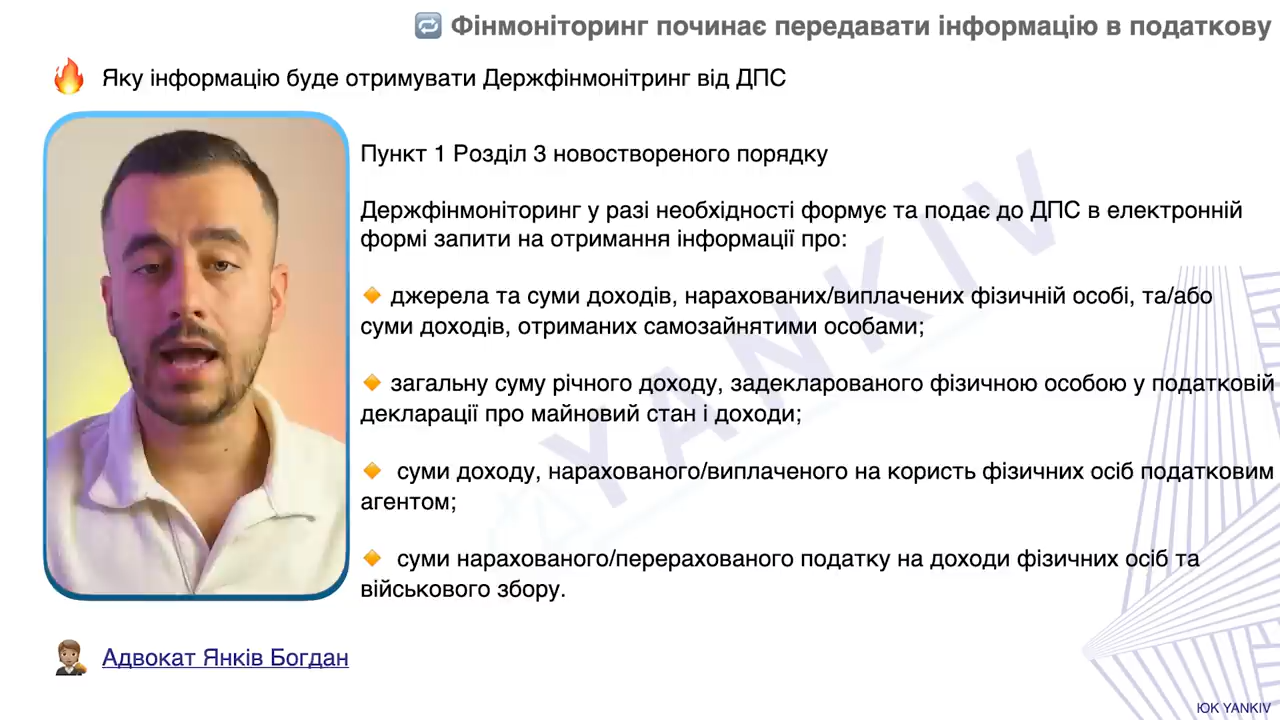 Фінмоніторинг починає передавати інформацію в податкову
Яку інформацію буде отримувати Держфінмонітринг від ДПС
Пункт 1 Розділ 3 новоствореного порядку
Держфінмоніторинг у разі необхідності формує та подає до ДПС в електронній
формі запити на отримання інформації про:
джерела та суми доходів, нарахованих/виплачених фізичній особі, та/або
суми доходів, отриманих самозайнятими особами;
загальну суму річного доходу, задекларованого фізичною особою у податковій
декларації про майновий стан і доходи;
суми доходу, нарахованого/виплаченого на користь фізичних осіб податковим
агентом;
суми нарахованого/перерахованого податку на доходи фізичних осіб та
військового збору.
YANKIV
Адвокат Янків Богдан
ЮК YANKIV